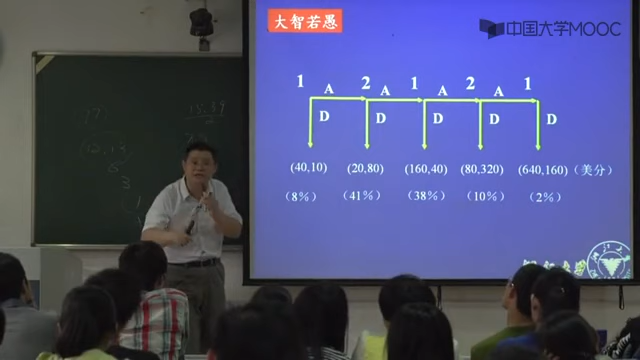 大智若愚
中国大学MOOC
1 2 1 2 1
A A A A
D D D D D
(40,10) (20,80) (160,40) (80,320) (640,160) (美分)
(8%) (41%) (38%) (10%) (2%)